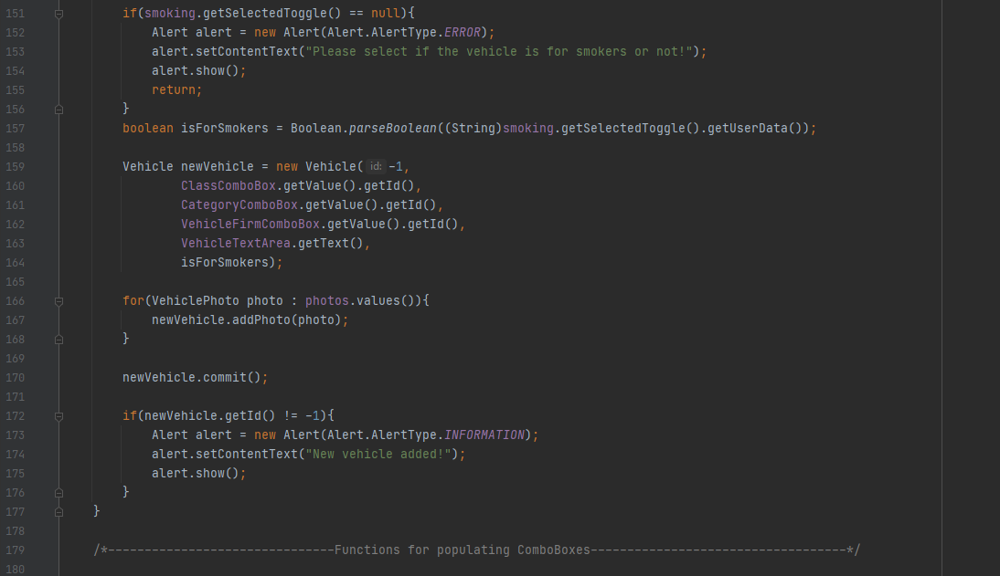 151 if(smoking.getSelectedToggle() == null){
152 Alert alert = new Alert(Alert.AlertType.ERROR);
153 alert.setContentText("Please select if the vehicle is for smokers or not!");
154 alert.show();
155 return;
156 }
157 boolean isForSmokers = Boolean.parseBoolean((String)smoking.getSelectedToggle().getUserData());
158
159 Vehicle newVehicle = new Vehicle( id: -1,
160 ClassComboBox.getValue().getId(),
161 CategoryComboBox.getValue().getId(),
162 VehicleFirmComboBox.getValue().getId(),
163 VehicleTextArea.getText(),
164 isForSmokers);
165
166 for(VehiclePhoto photo : photos.values()){
167 newVehicle.addPhoto(photo);
168 }
169
170 newVehicle.commit();
171
172 if(newVehicle.getId() != -1){
173 Alert alert = new Alert(Alert.AlertType.INFORMATION);
174 alert.setContentText("New vehicle added!");
175 alert.show();
176 }
177 }
178
179 /*-------------------------------Functions for populating ComboBoxes-----------------------------------*/
180